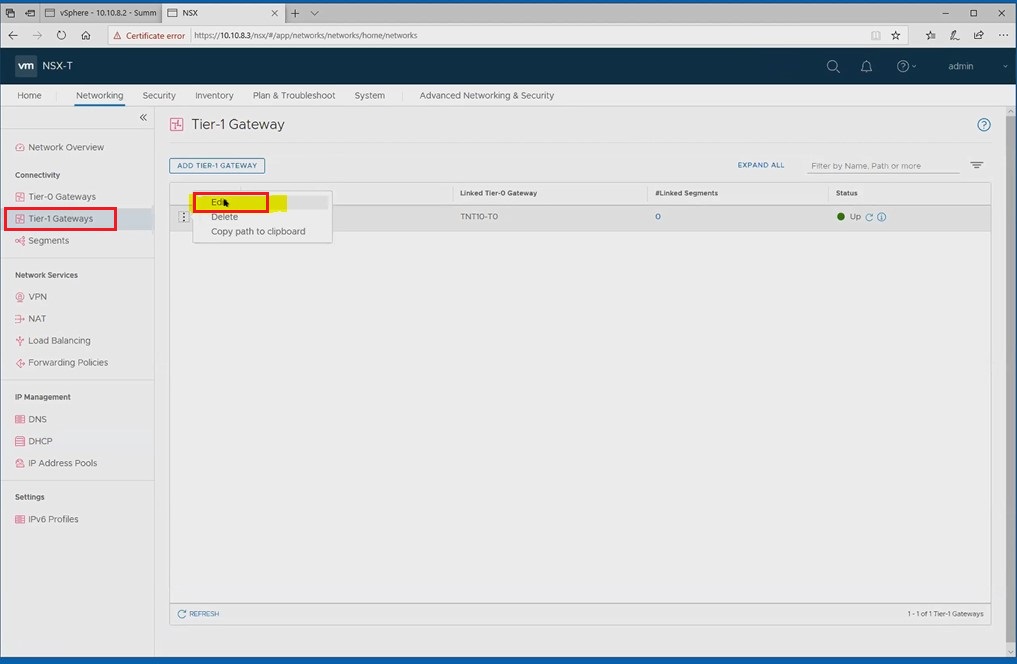 vSphere - 10.10.8.2 - Summ
NSX
Certificate error
https://10.10.8.3/nsx/#/app/networks/networks/home/networks
vm NSX-T
admin
Home Networking Security Inventory Plan & Troubleshoot System Advanced Networking & Security
Network Overview
Connectivity
Tier-0 Gateways
Tier-1 Gateways
Segments
Network Services
VPN
NAT
Load Balancing
Forwarding Policies
IP Management
DNS
DHCP
IP Address Pools
Settings
IPv6 Profiles
Tier-1 Gateway
ADD TIER-1 GATEWAY
EXPAND ALL
Filter by Name, Path or more
Linked Tier-0 Gateway #Linked Segments Status
Edit
Delete
Copy path to clipboard
TNT10-T0 0 Up
REFRESH
1 - 1 of 1 Tier-1 Gateways